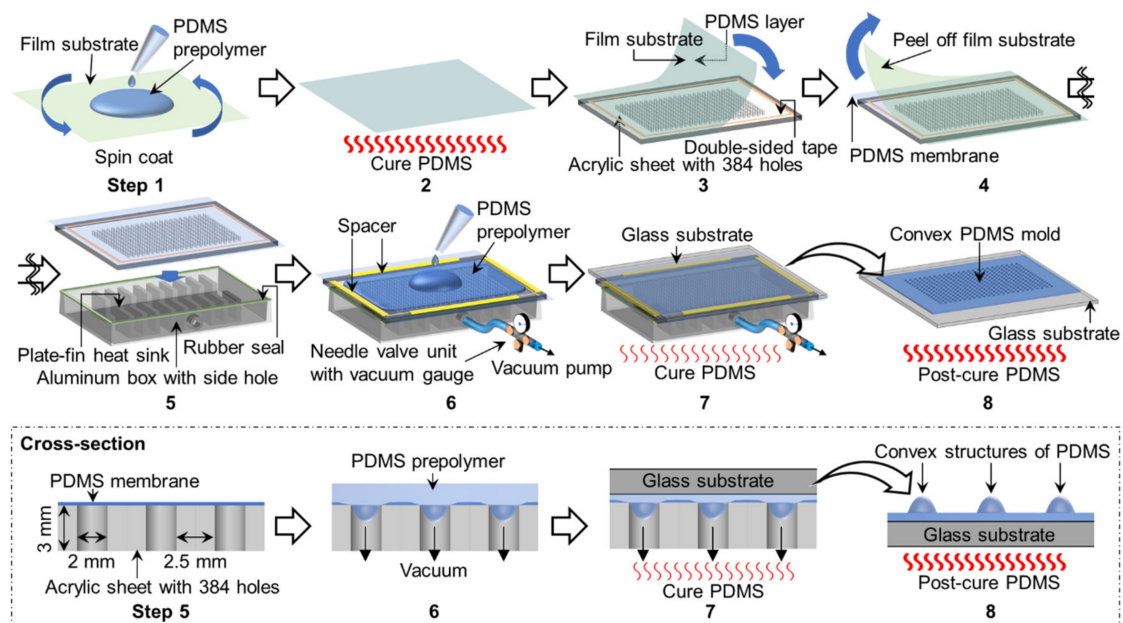 Film substrate
PDMS
prepolymer
Spin coat
Step 1
Cure PDMS
2
PDMS layer
Film substrate
Double-sided tape
Acrylic sheet with 384 holes
3
Peel off film substrate
PDMS membrane
4
Plate-fin heat sink
Rubber seal
Aluminum box with side hole
5
Spacer
PDMS
prepolymer
Needle valve unit
with vacuum gauge
Vacuum pump
6
Glass substrate
Cure PDMS
7
Convex PDMS mold
Glass substrate
Post-cure PDMS
8
Cross-section
PDMS membrane
3 mm
2 mm
2.5 mm
Acrylic sheet with 384 holes
Step 5
PDMS prepolymer
Vacuum
6
Glass substrate
Cure PDMS
7
Convex structures of PDMS
Glass substrate
Post-cure PDMS
8